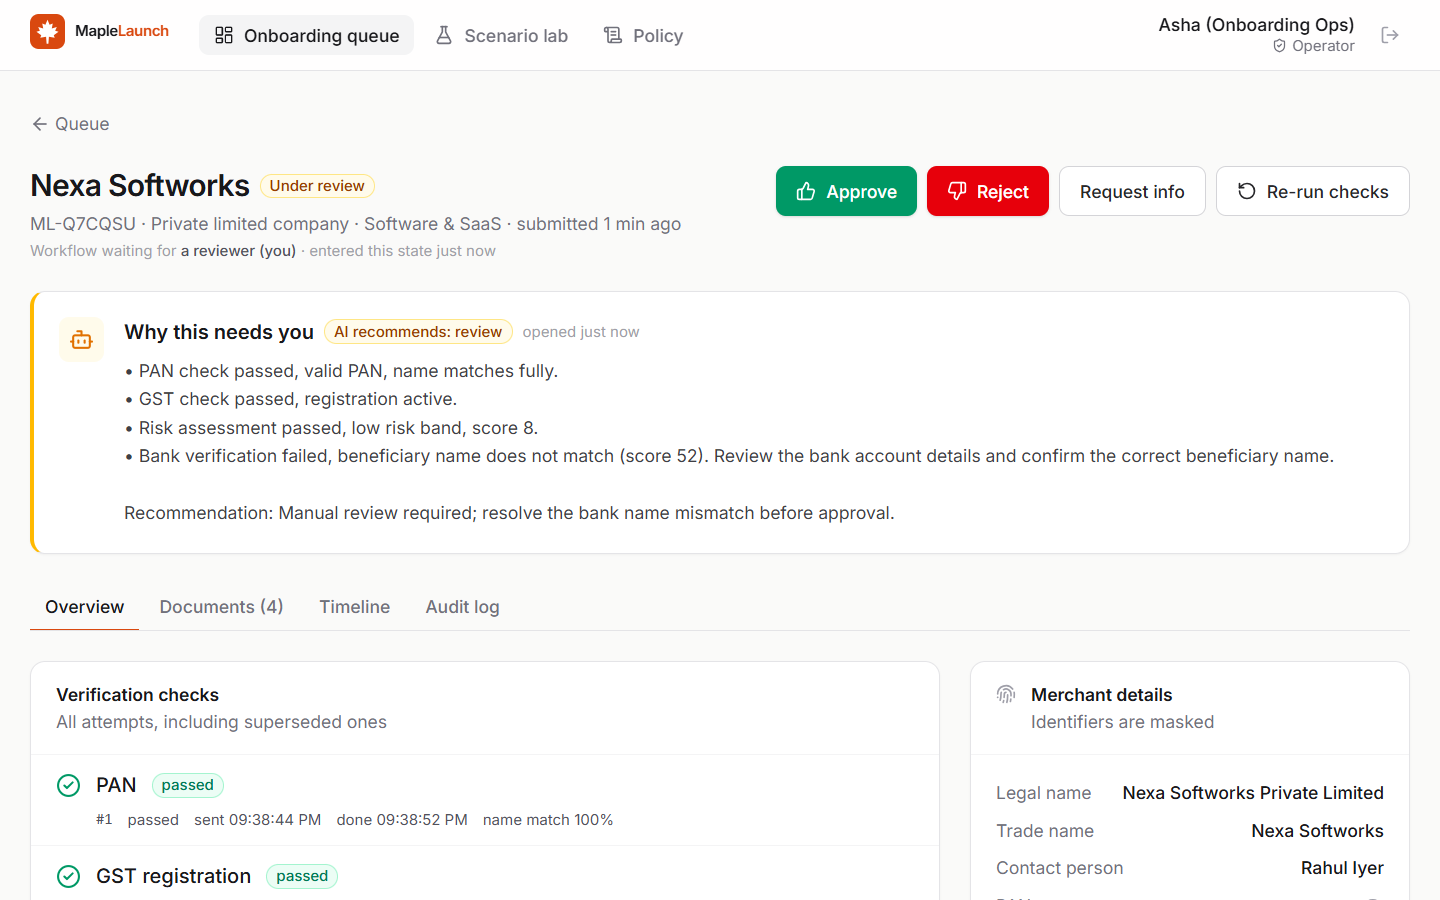 MapleLaunch
Onboarding queue
Scenario lab
Policy
Asha (Onboarding Ops)
Operator
Queue
Nexa Softworks
Under review
Approve
Reject
Request info
Re-run checks
ML-Q7CQSU · Private limited company · Software & SaaS · submitted 1 min ago
Workflow waiting for a reviewer (you) · entered this state just now
Why this needs you
AI recommends: review
opened just now
• PAN check passed, valid PAN, name matches fully.
• GST check passed, registration active.
• Risk assessment passed, low risk band, score 8.
• Bank verification failed, beneficiary name does not match (score 52). Review the bank account details and confirm the correct beneficiary name.
Recommendation: Manual review required; resolve the bank name mismatch before approval.
Overview
Documents (4)
Timeline
Audit log
Verification checks
All attempts, including superseded ones
PAN
passed
#1 passed sent 09:38:44 PM done 09:38:52 PM name match 100%
GST registration
passed
Merchant details
Identifiers are masked
Legal name
Nexa Softworks Private Limited
Trade name
Nexa Softworks
Contact person
Rahul Iyer